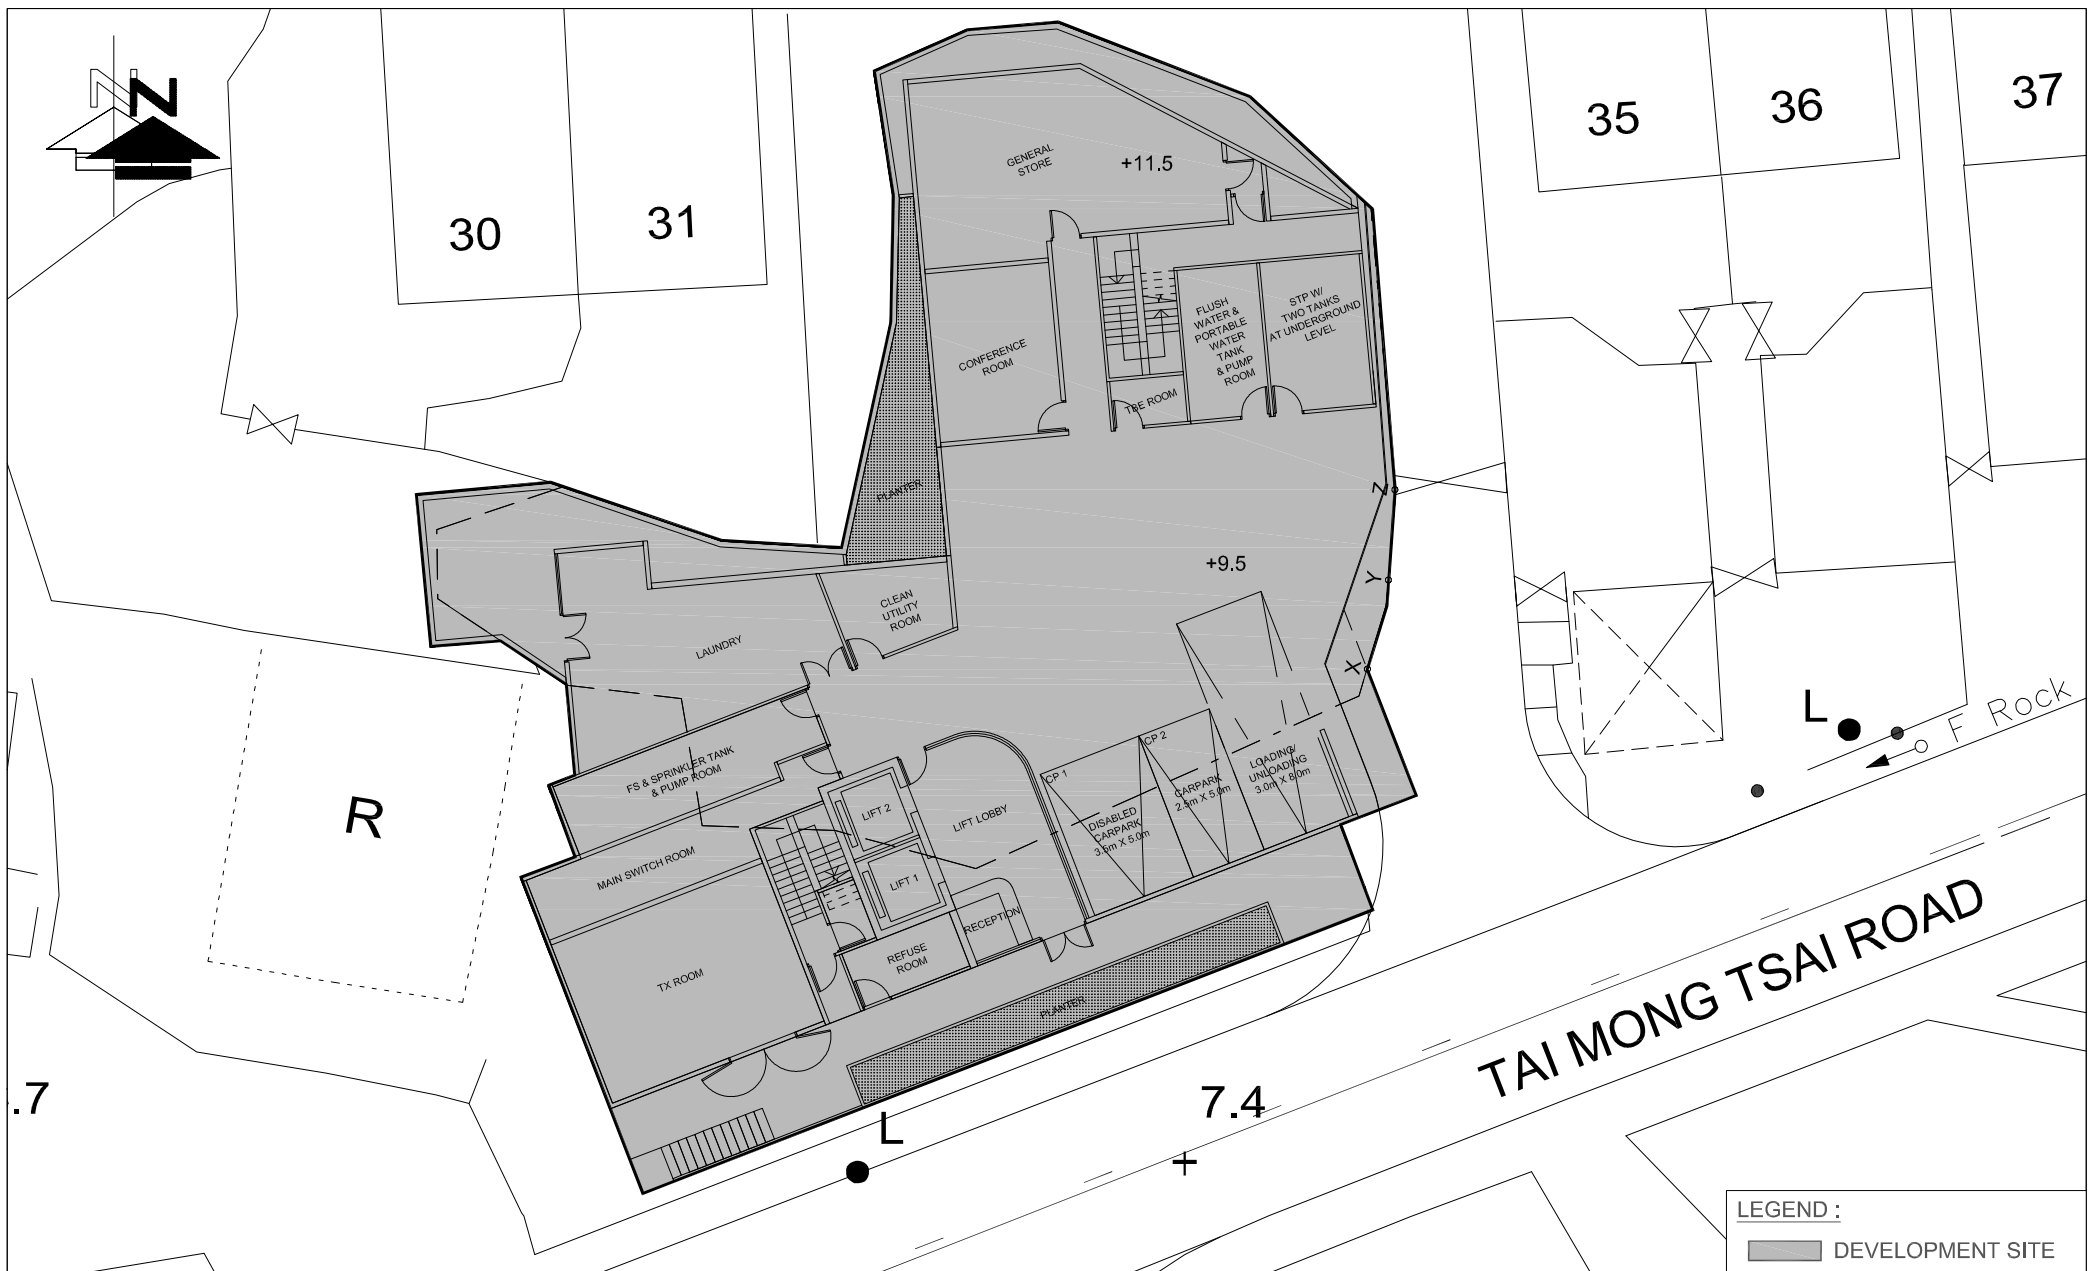 N
N
30
31
35
36
37
GENERAL
STORE
+11.5
CONFERENCE
ROOM
FLUSH
WATER &
PORTABLE
WATER
TANK
& PUMP
ROOM
STP W/
TWO TANKS
AT UNDERGROUND
LEVEL
TBE ROOM
PLANTER
Z
Y
X
+9.5
CLEAN
UTILITY
ROOM
LAUNDRY
FS & SPRINKLER TANK
& PUMP ROOM
MAIN SWITCH ROOM
TX ROOM
LIFT 2
LIFT 1
LIFT LOBBY
RECEPTION
REFUSE
ROOM
CP 1
CP 2
DISABLED
CARPARK
3.5m X 5.0m
CARPARK
2.5m X 5.0m
LOADING/
UNLOADING
3.0m X 8.0m
PLANTER
R
L
F Rock
L
7.4
.7
TAI MONG TSAI ROAD
LEGEND :
DEVELOPMENT SITE